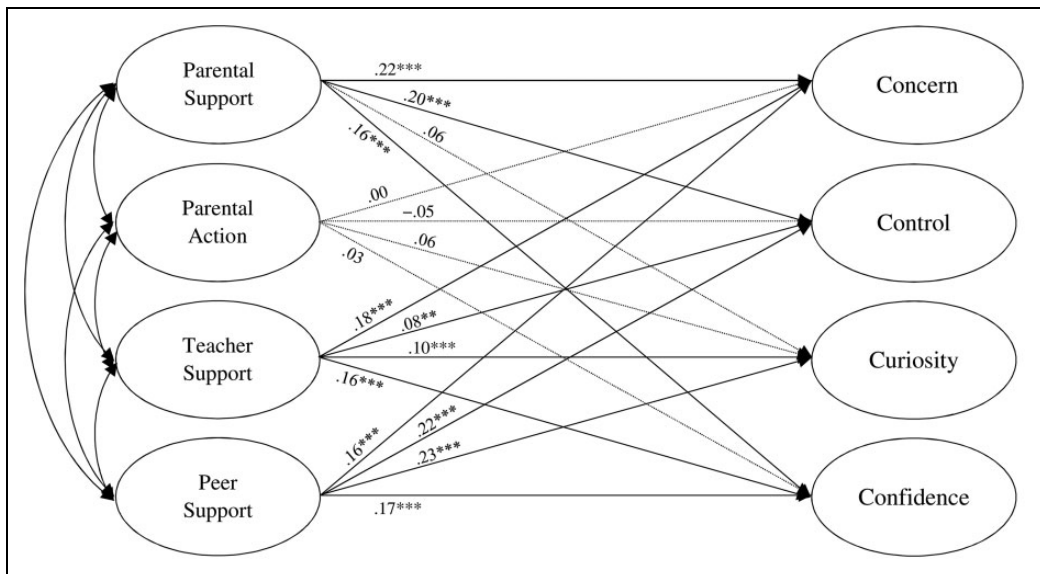 Parental
Support
.22***
.20***
.06
.16***
Concern
Parental
Action
.00
−.05
.06
.03
Control
Teacher
Support
.18***
.08**
.10***
.16***
Curiosity
Peer
Support
.16***
.22***
.23***
.17***
Confidence